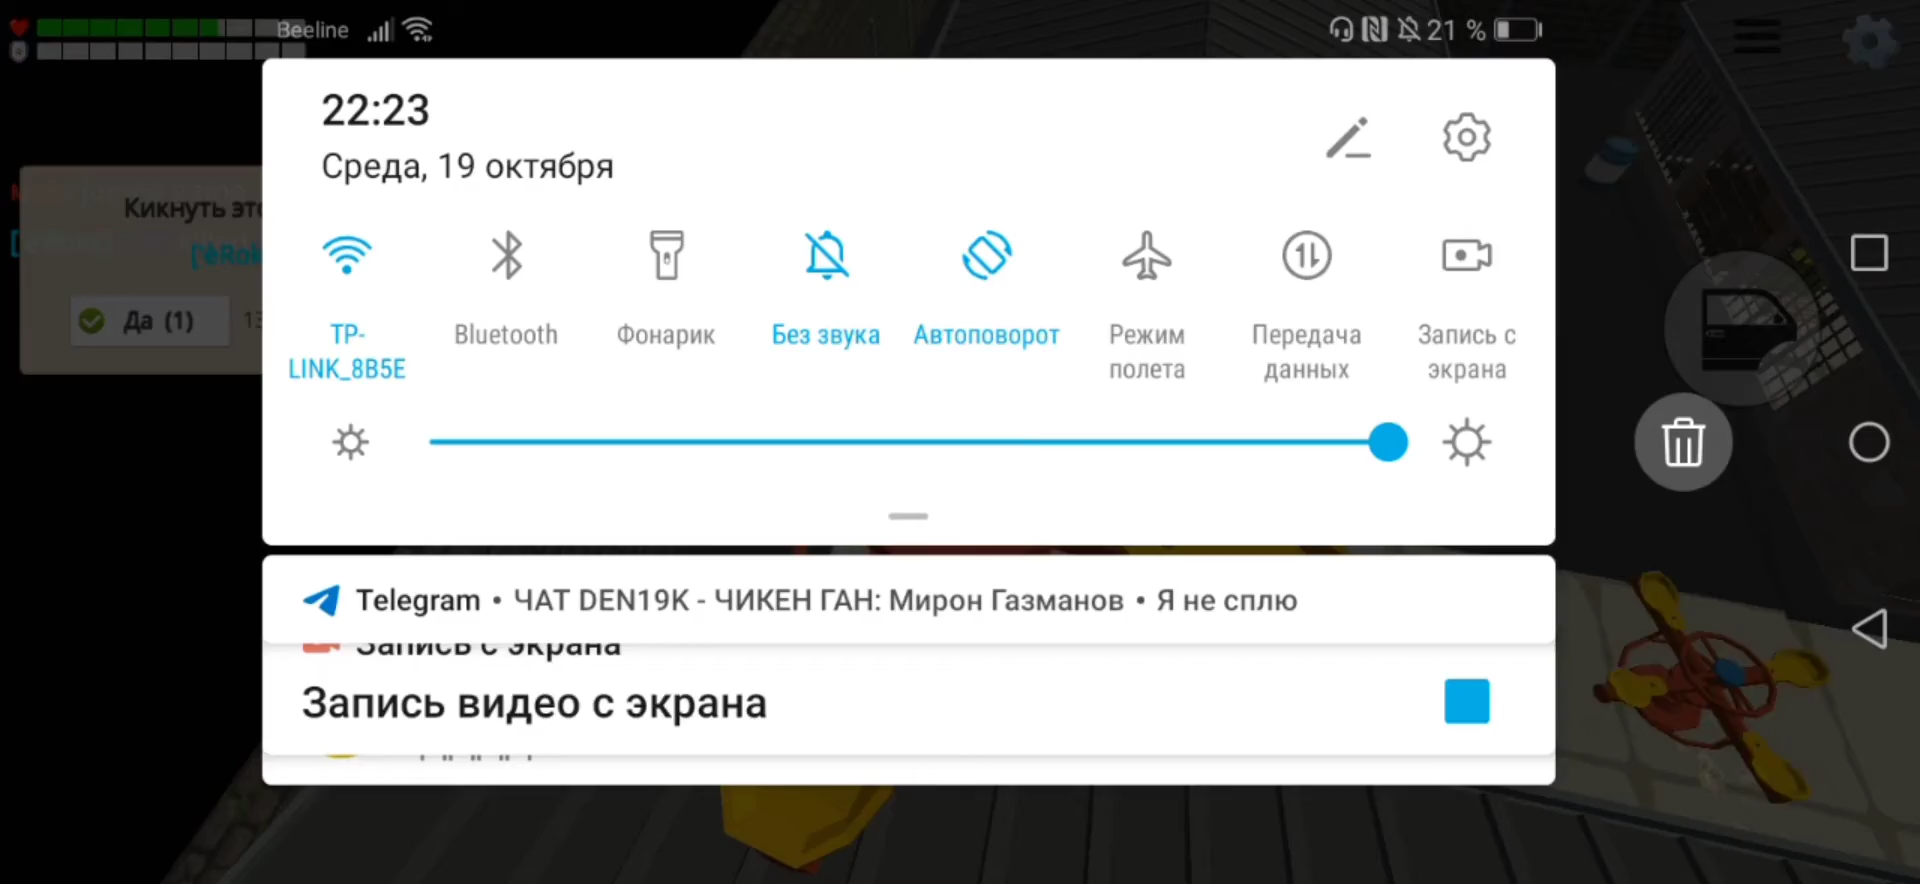 Beeline
21 %
22:23
Среда, 19 октября
Кикнуть
Да (1)
TP-LINK_8B5E
Bluetooth
Фонарик
Без звука
Автоповорот
Режим полета
Передача данных
Запись с экрана
Telegram • ЧАТ DEN19K - ЧИКЕН ГАН: Мирон Газманов • Я не сплю
Запись с экрана
Запись видео с экрана